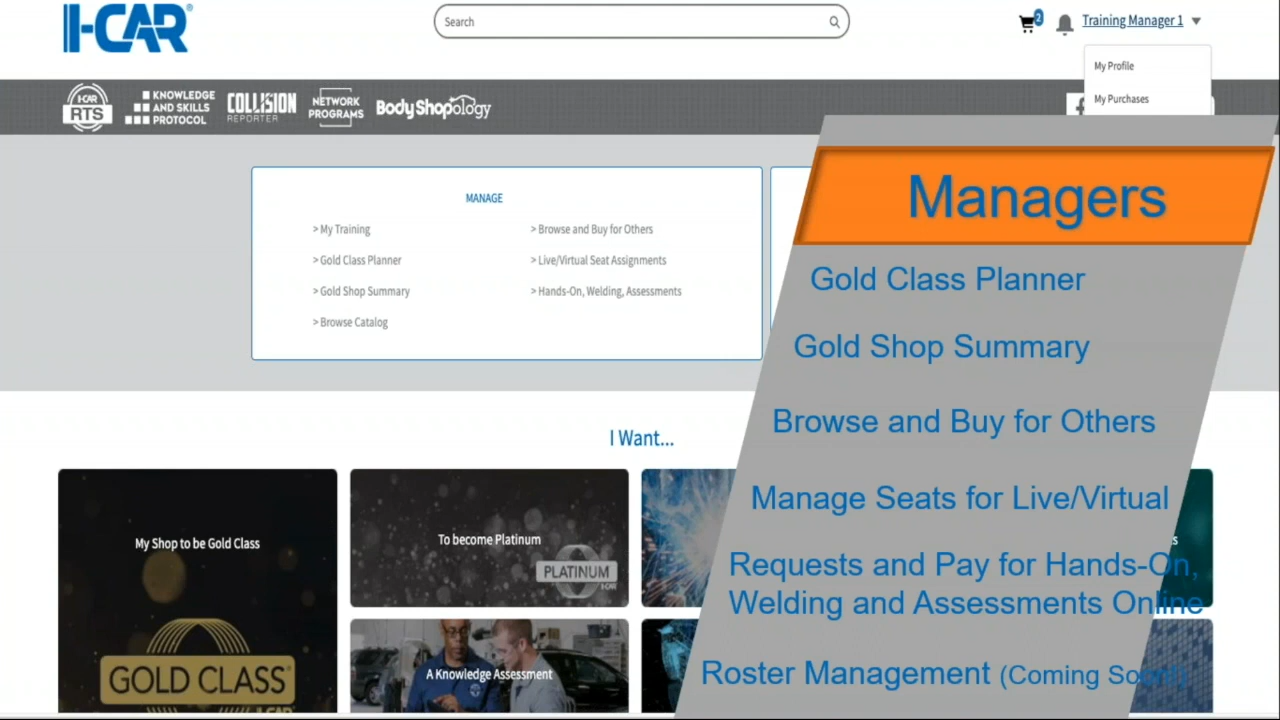 I-CAR®
Search
2
Training Manager 1
My Profile
My Purchases
I-CAR
RTS
KNOWLEDGE
AND SKILLS
PROTOCOL
COLLISION
REPORTER
NETWORK
PROGRAMS
BodyShopology
MANAGE
> My Training
> Gold Class Planner
> Gold Shop Summary
> Browse Catalog
> Browse and Buy for Others
> Live/Virtual Seat Assignments
> Hands-On, Welding, Assessments
Managers
Gold Class Planner
Gold Shop Summary
Browse and Buy for Others
Manage Seats for Live/Virtual
Requests and Pay for Hands-On,
Welding and Assessments Online
Roster Management (Coming Soon!)
I Want...
My Shop to be Gold Class
GOLD CLASS®
I-CAR
To become Platinum
PLATINUM
I-CAR
A Knowledge Assessment